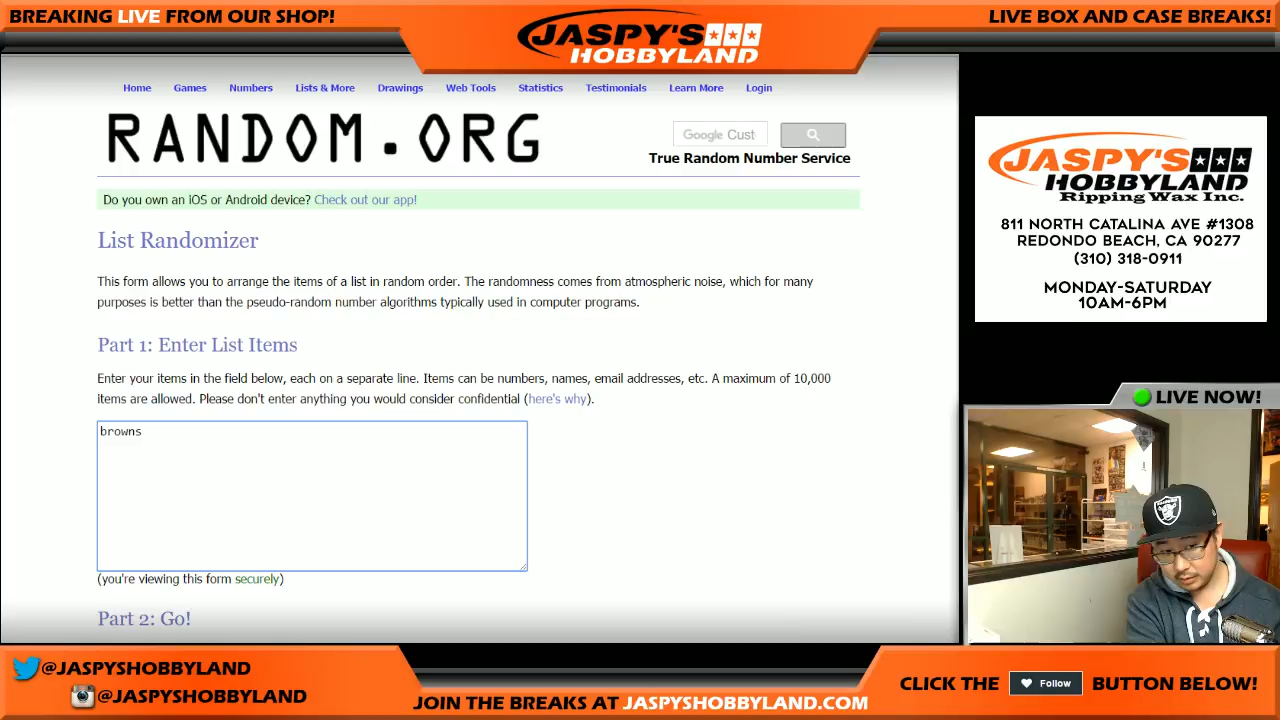 BREAKING LIVE FROM OUR SHOP!
JASPY'S
HOBBYLAND
LIVE BOX AND CASE BREAKS!
Home Games Numbers Lists & More Drawings Web Tools Statistics Testimonials Learn More Login
RANDOM.ORG
Google Cust
True Random Number Service
Do you own an iOS or Android device? Check out our app!
List Randomizer
This form allows you to arrange the items of a list in random order. The randomness comes from atmospheric noise, which for many
purposes is better than the pseudo-random number algorithms typically used in computer programs.
Part 1: Enter List Items
Enter your items in the field below, each on a separate line. Items can be numbers, names, email addresses, etc. A maximum of 10,000
items are allowed. Please don't enter anything you would consider confidential (here's why).
browns
(you're viewing this form securely)
Part 2: Go!
JASPY'S
HOBBYLAND
Ripping Wax Inc.
811 NORTH CATALINA AVE #1308
REDONDO BEACH, CA 90277
(310) 318-0911
MONDAY-SATURDAY
10AM-6PM
LIVE NOW!
@JASPYSHOBBYLAND
@JASPYSHOBBYLAND
JOIN THE BREAKS AT JASPYSHOBBYLAND.COM
CLICK THE Follow BUTTON BELOW!